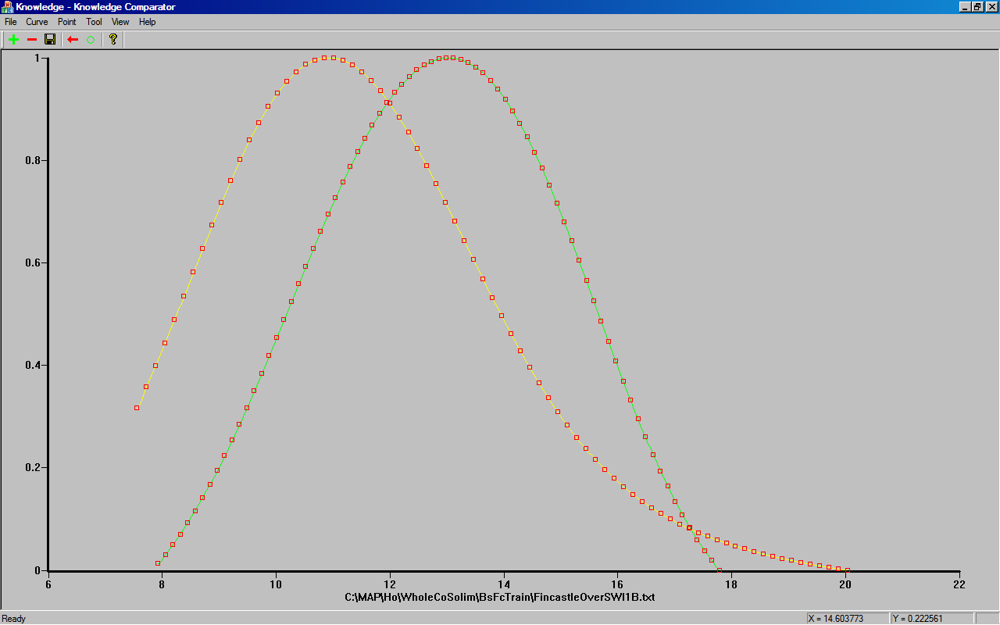 Knowledge - Knowledge Comparator
File Curve Point Tool View Help
1
0.8
0.6
0.4
0.2
0
6 8 10 12 14 16 18 20 22
C:\MAP\Ho\WholeCoSolim\BsFcTrain\FincastleOverSWI1B.txt
Ready X = 14.603773 Y = 0.222561